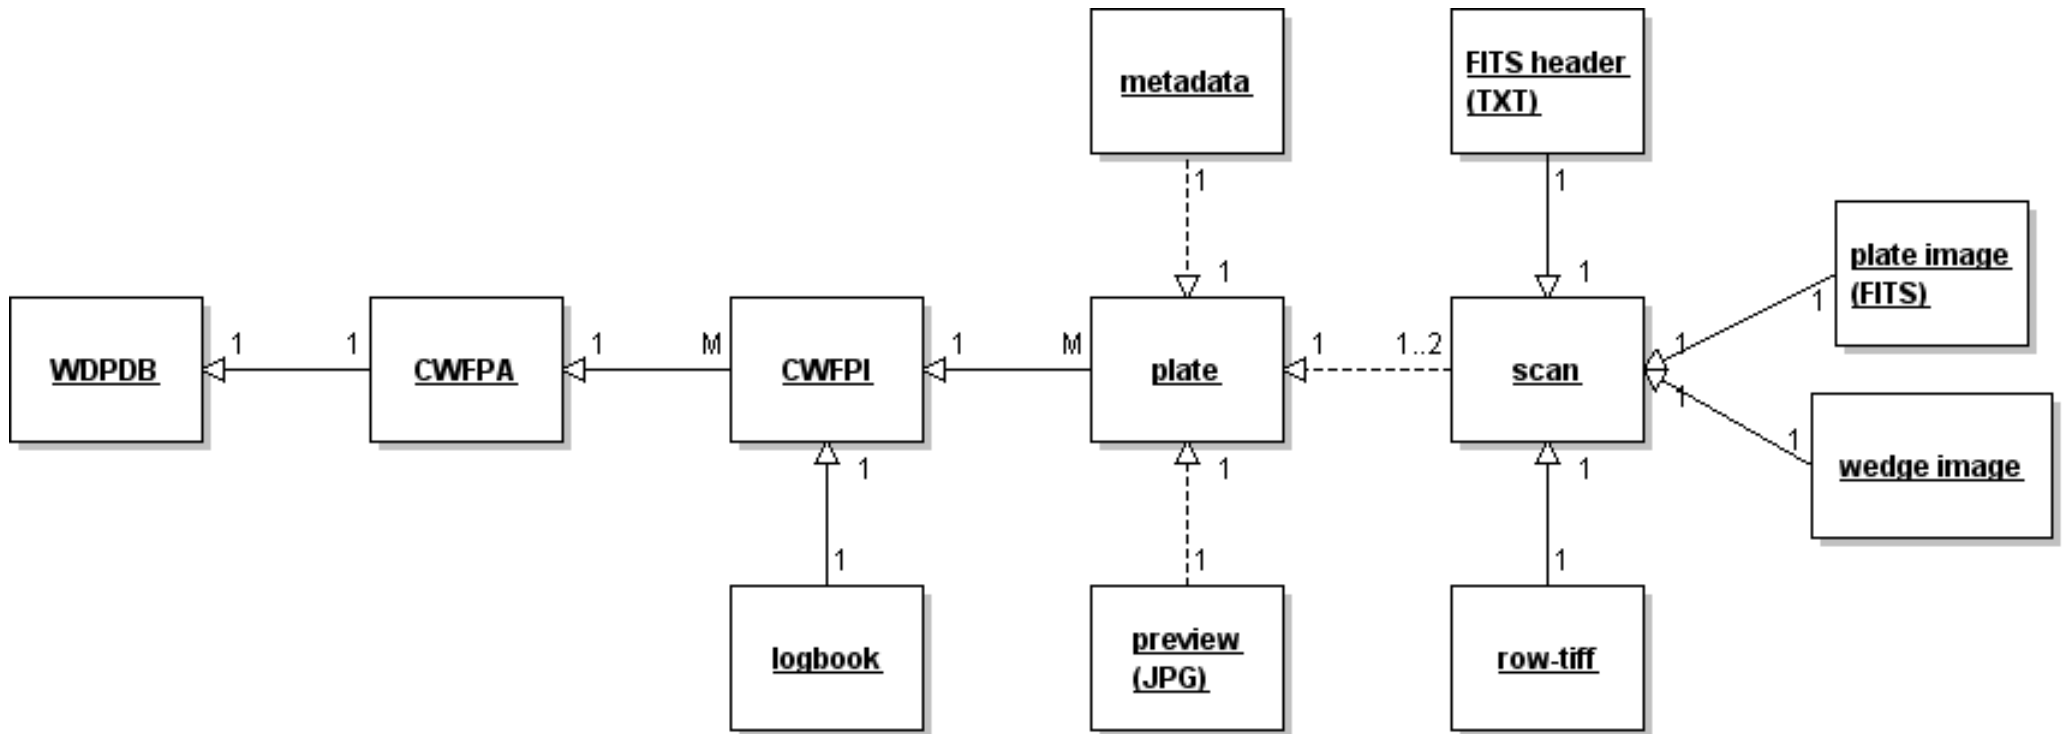 metadata
FITS header
(TXT)
1
1
1
1
plate image
(FITS)
1
1
WDPDB
1
1
CWFPA
1
M
CWFPI
1
M
plate
1
1..2
scan
1
1
wedge image
1
1
1
1
1
1
logbook
preview
(JPG)
row-tiff